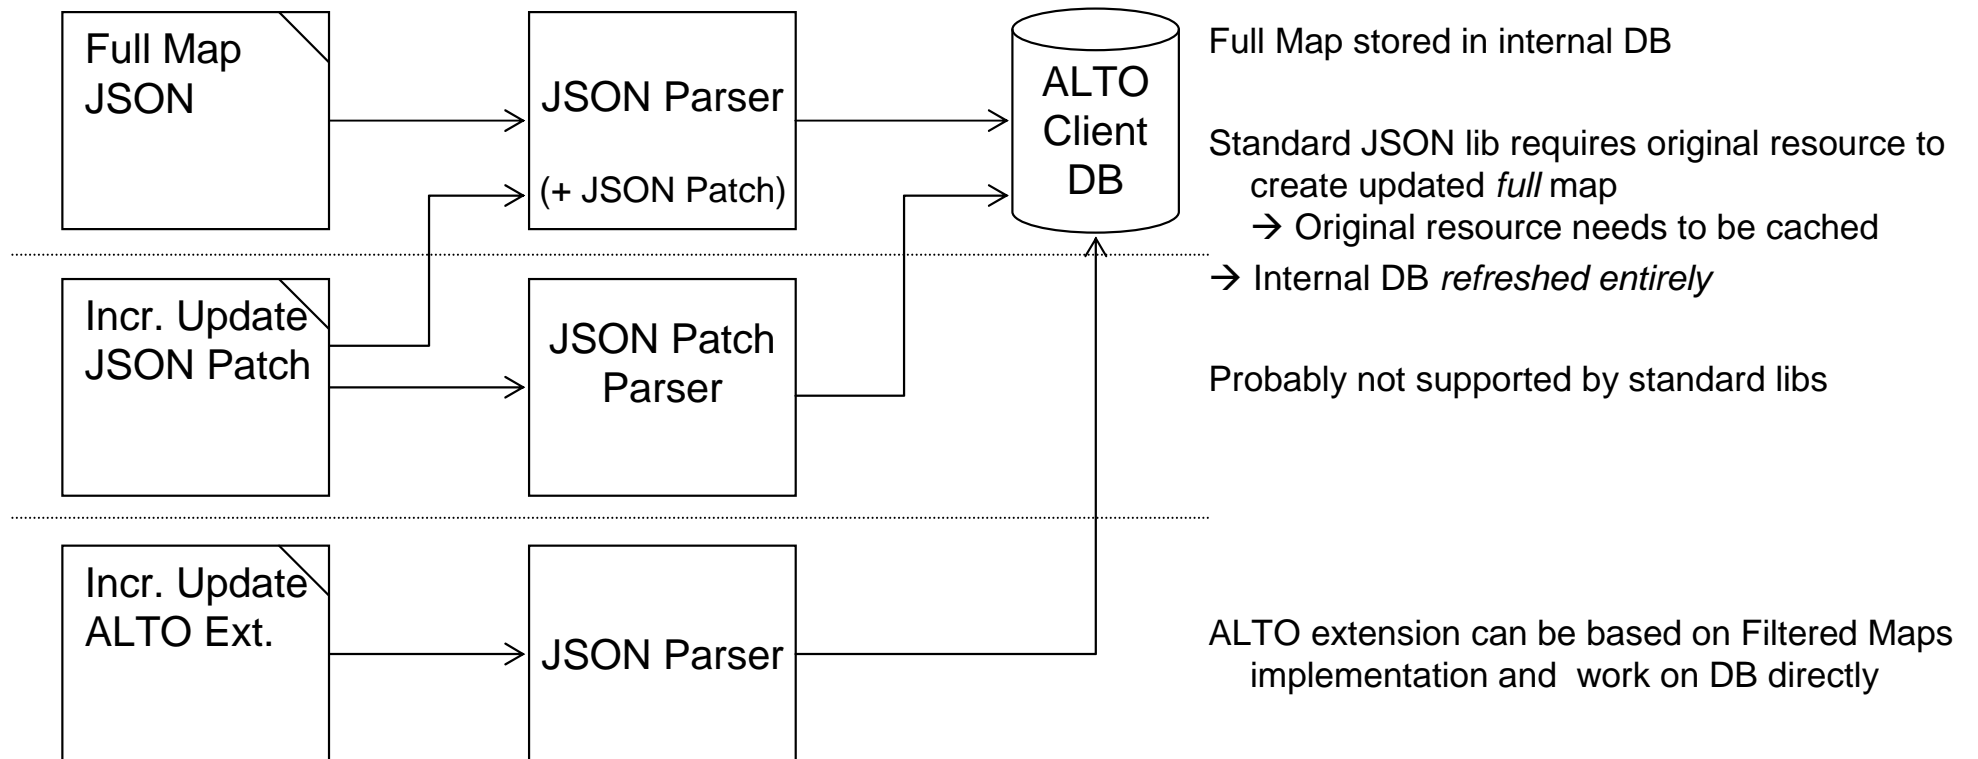 Full Map
JSON
JSON Parser
(+ JSON Patch)
ALTO
Client
DB
Full Map stored in internal DB
Standard JSON lib requires original resource to
create updated full map
→ Original resource needs to be cached
→ Internal DB refreshed entirely
Incr. Update
JSON Patch
JSON Patch
Parser
Probably not supported by standard libs
Incr. Update
ALTO Ext.
JSON Parser
ALTO extension can be based on Filtered Maps
implementation and  work on DB directly